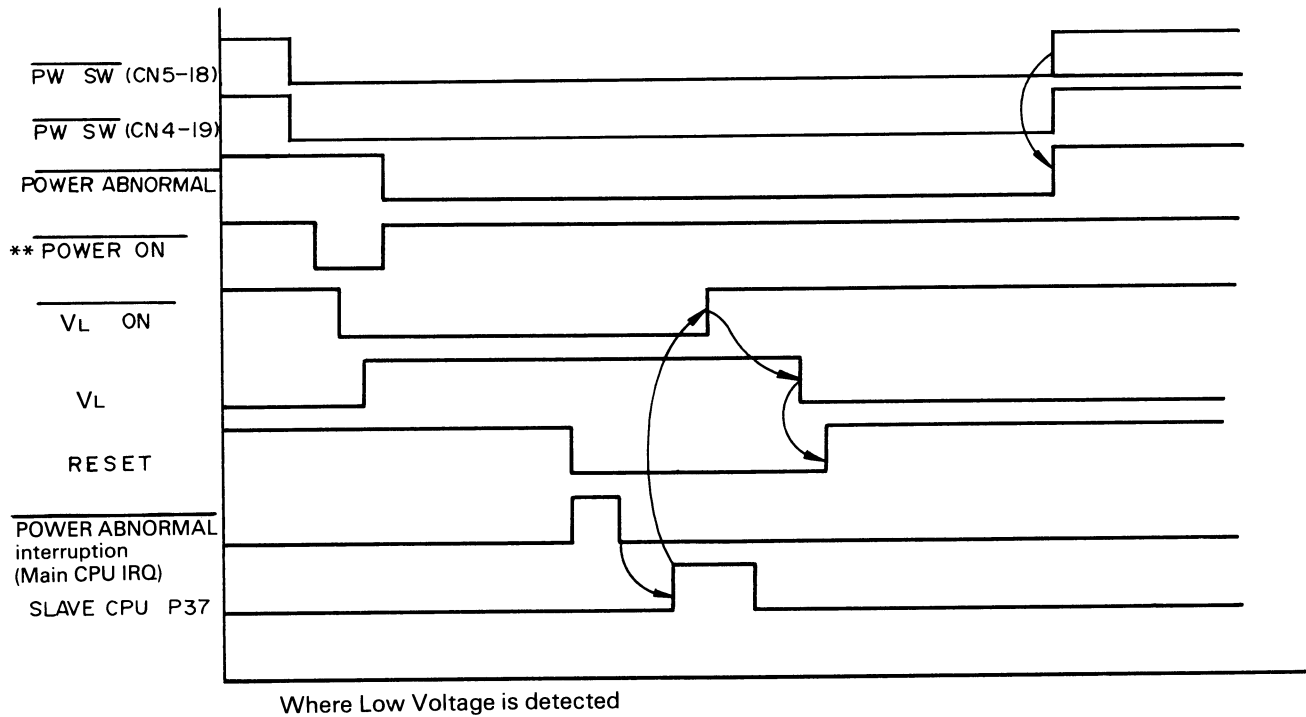 PW SW (CN5-18)
PW SW (CN4-19)
POWER ABNORMAL
** POWER ON
VL ON
VL
RESET
POWER ABNORMAL
interruption
(Main CPU IRQ)
SLAVE CPU P37
Where Low Voltage is detected